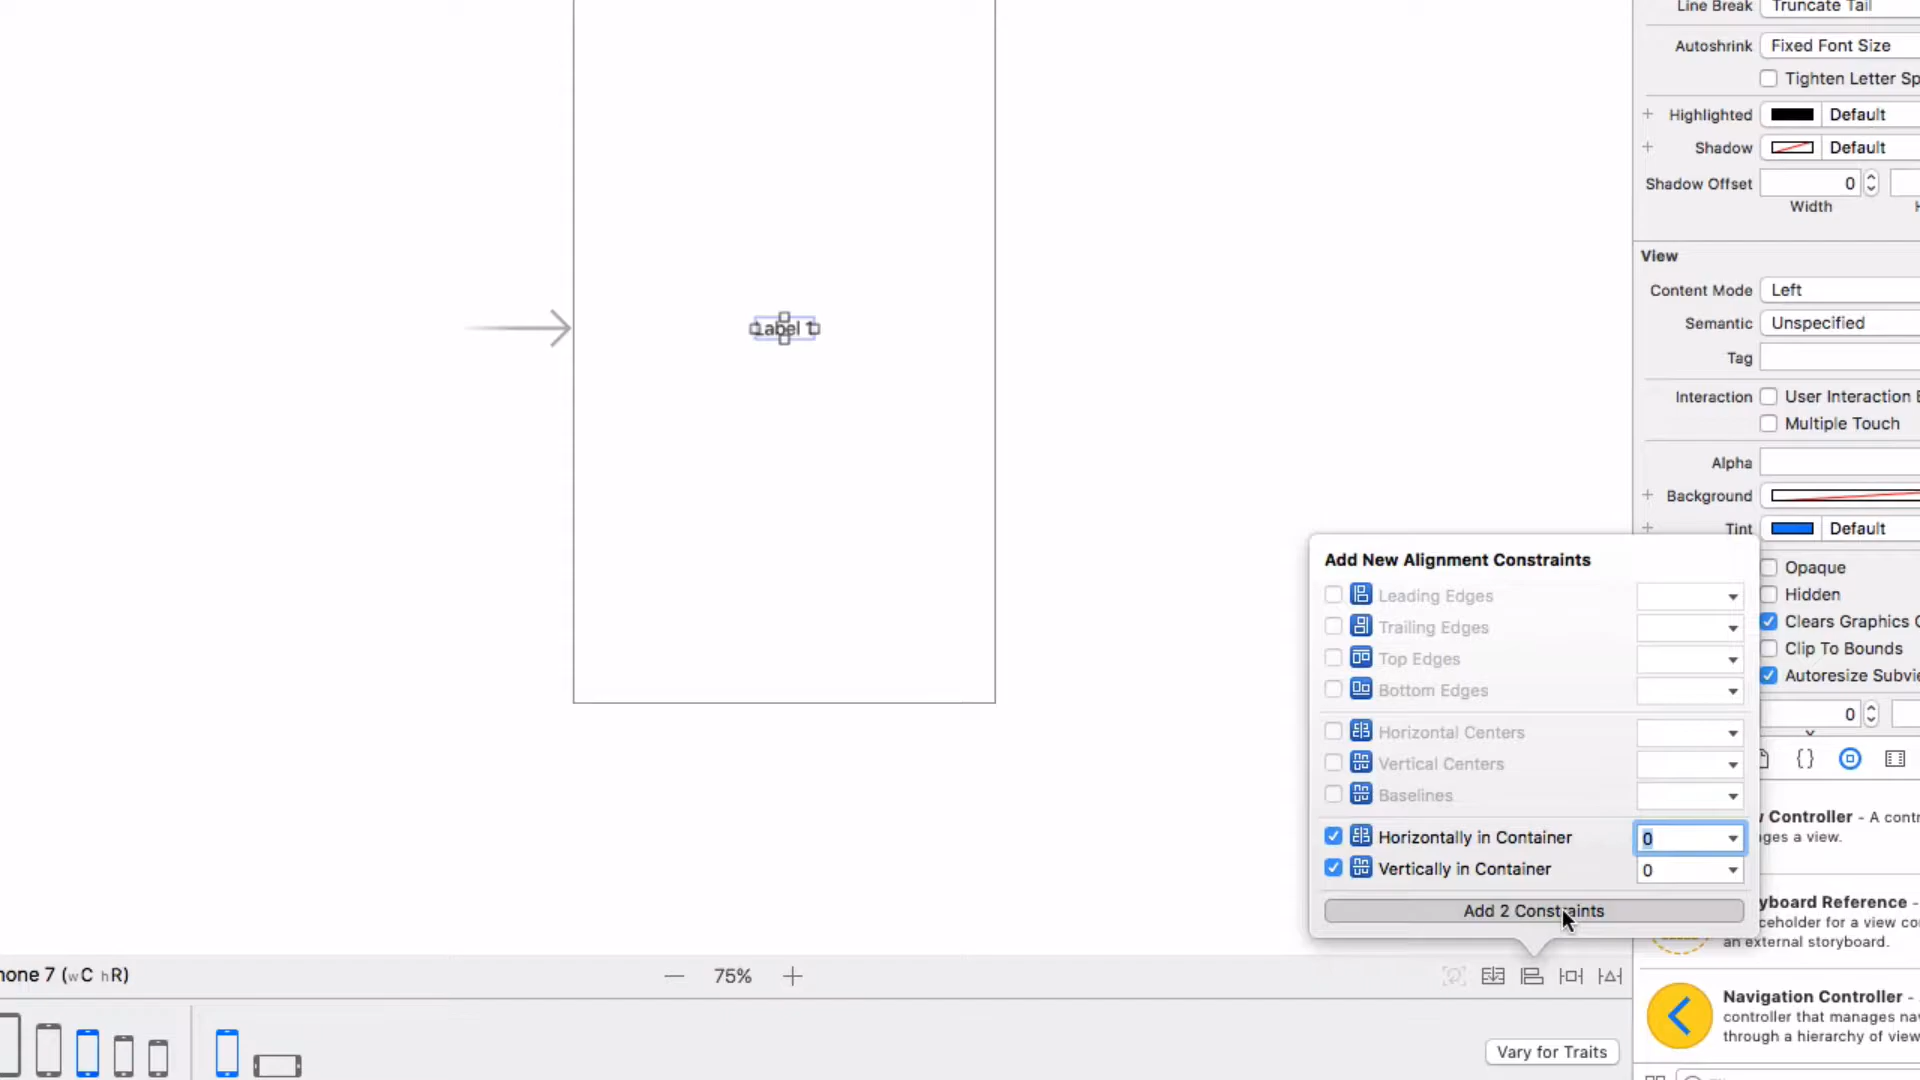 Line Break Truncate Tail
Autoshrink Fixed Font Size
Tighten Letter Sp
Highlighted Default
Shadow Default
Shadow Offset 0
Width
View
Content Mode Left
Semantic Unspecified
Tag
Interaction User Interaction E
Multiple Touch
Alpha
Background
Tint Default
Opaque
Hidden
Clears Graphics C
Clip To Bounds
Autoresize Subvie
0
Label 1
Add New Alignment Constraints
Leading Edges
Trailing Edges
Top Edges
Bottom Edges
Horizontal Centers
Vertical Centers
Baselines
Horizontally in Container 0
Vertically in Container 0
Add 2 Constraints
{}
v Controller - A contr
ges a view.
yboard Reference -
ceholder for a view co
an external storyboard.
Navigation Controller -
controller that manages nav
through a hierarchy of view
hone 7 (wC hR)
— 75% +
Vary for Traits